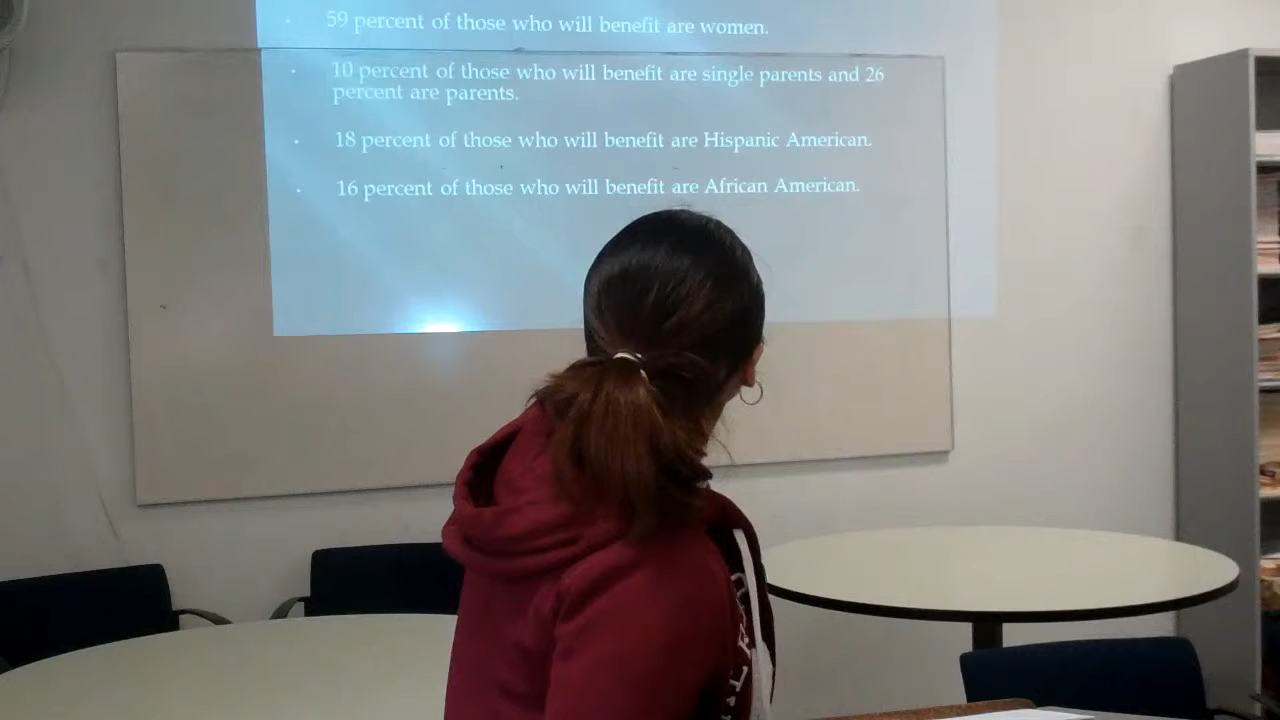 59 percent of those who will benefit are women.
10 percent of those who will benefit are single parents and 26
percent are parents.
18 percent of those who will benefit are Hispanic American.
16 percent of those who will benefit are African American.